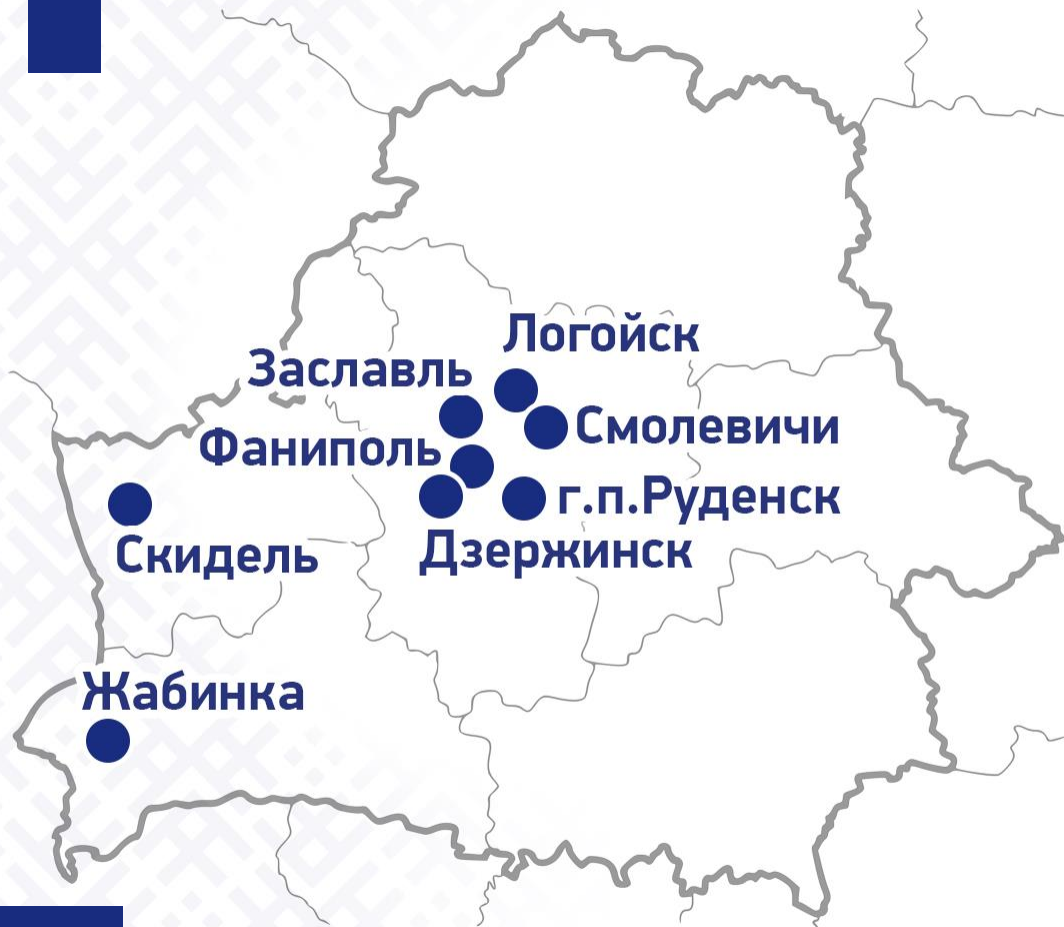 Логойск
Заславль
Смолевичи
Фаниполь
г.п.Руденск
Дзержинск
Скидель
Жабинка